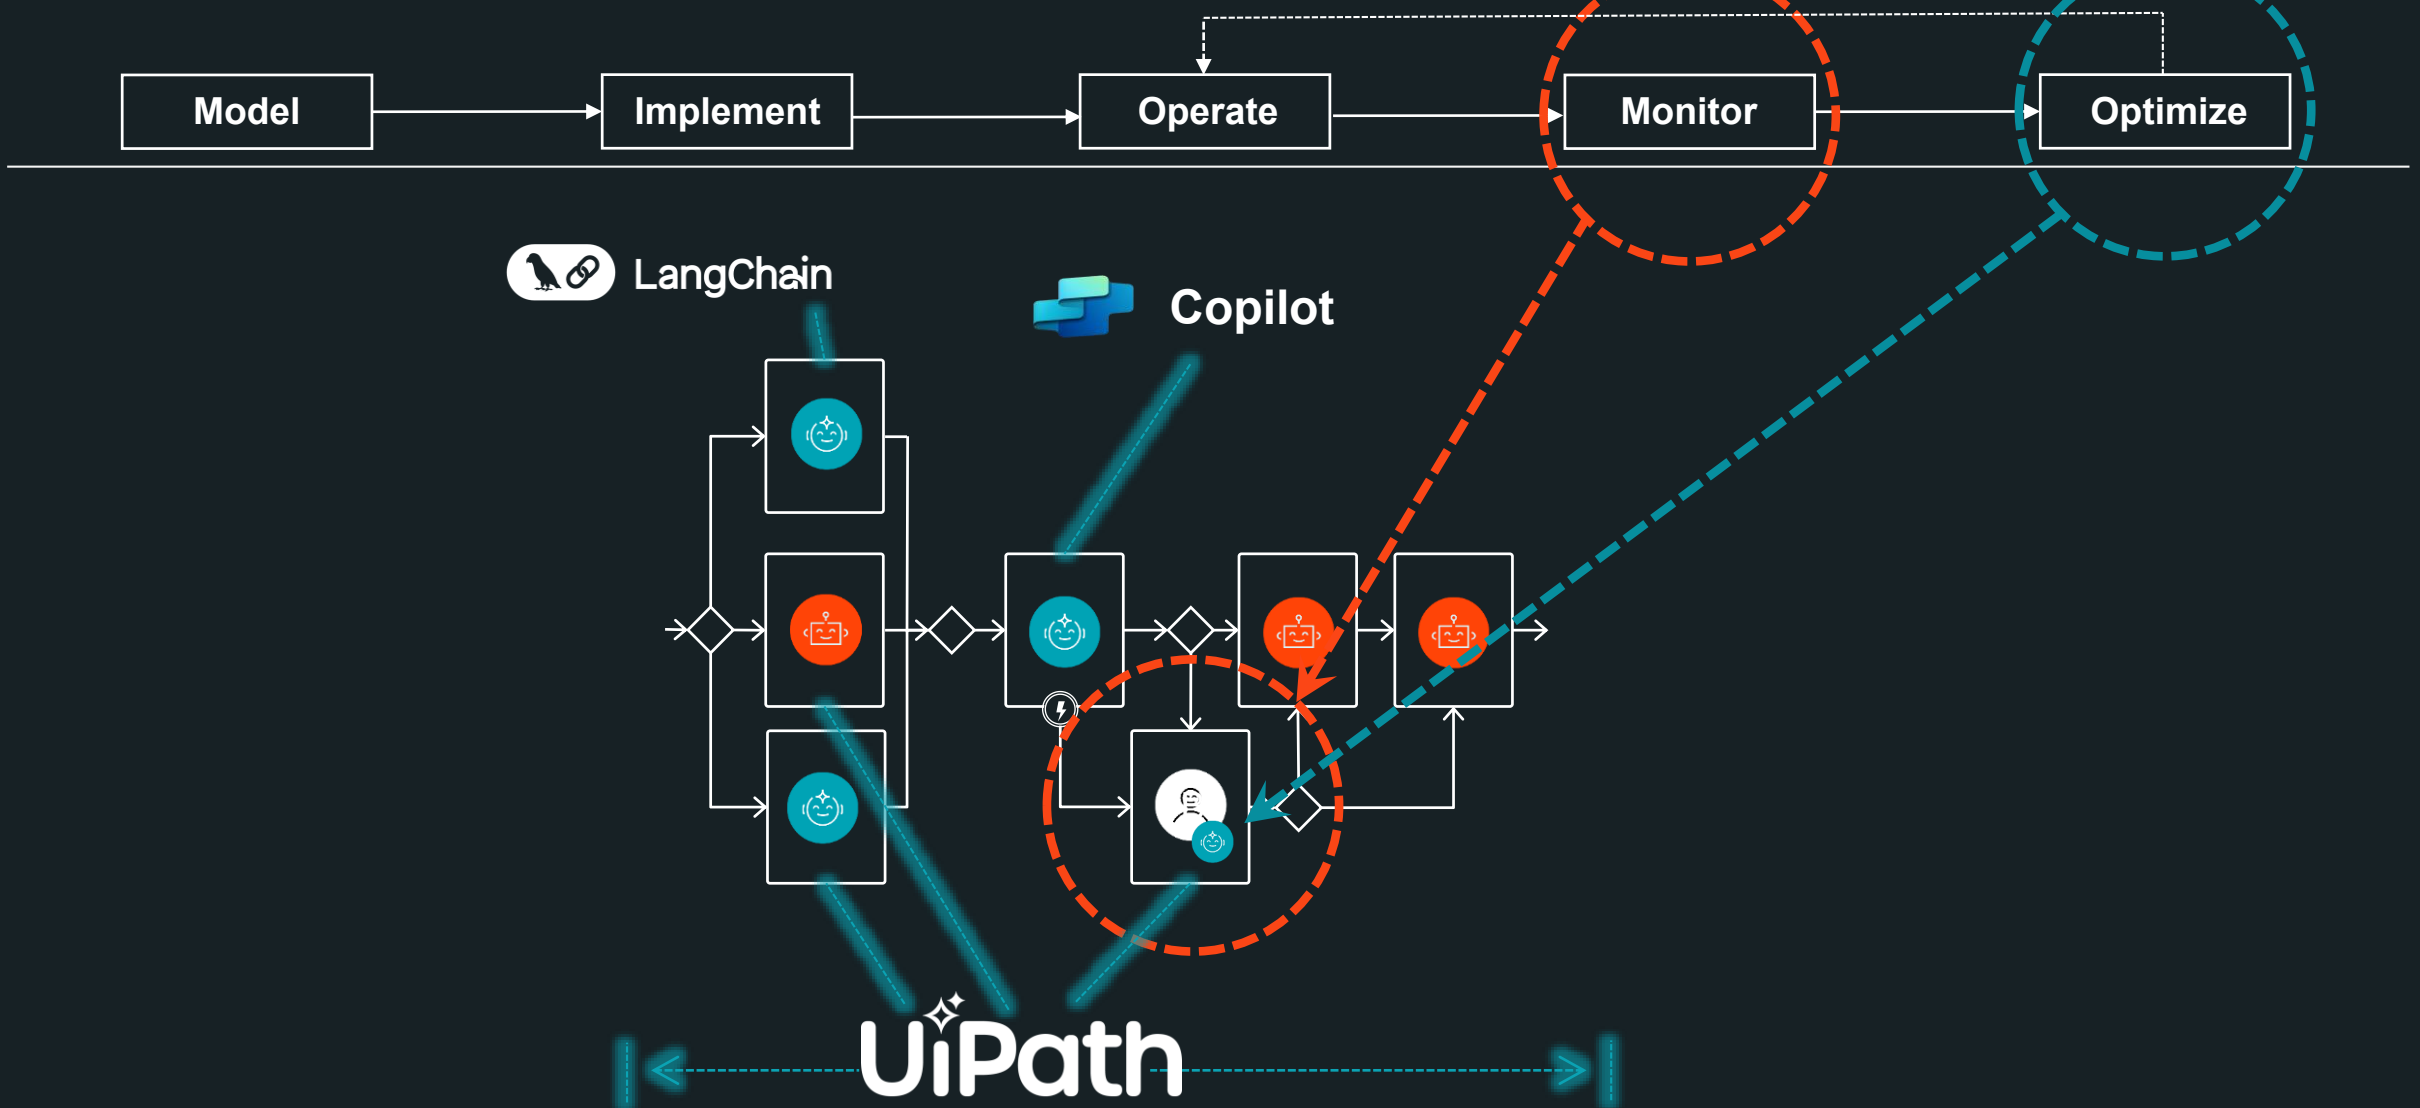 Model
Implement
Operate
Monitor
Optimize
LangChain
Copilot
UiPath